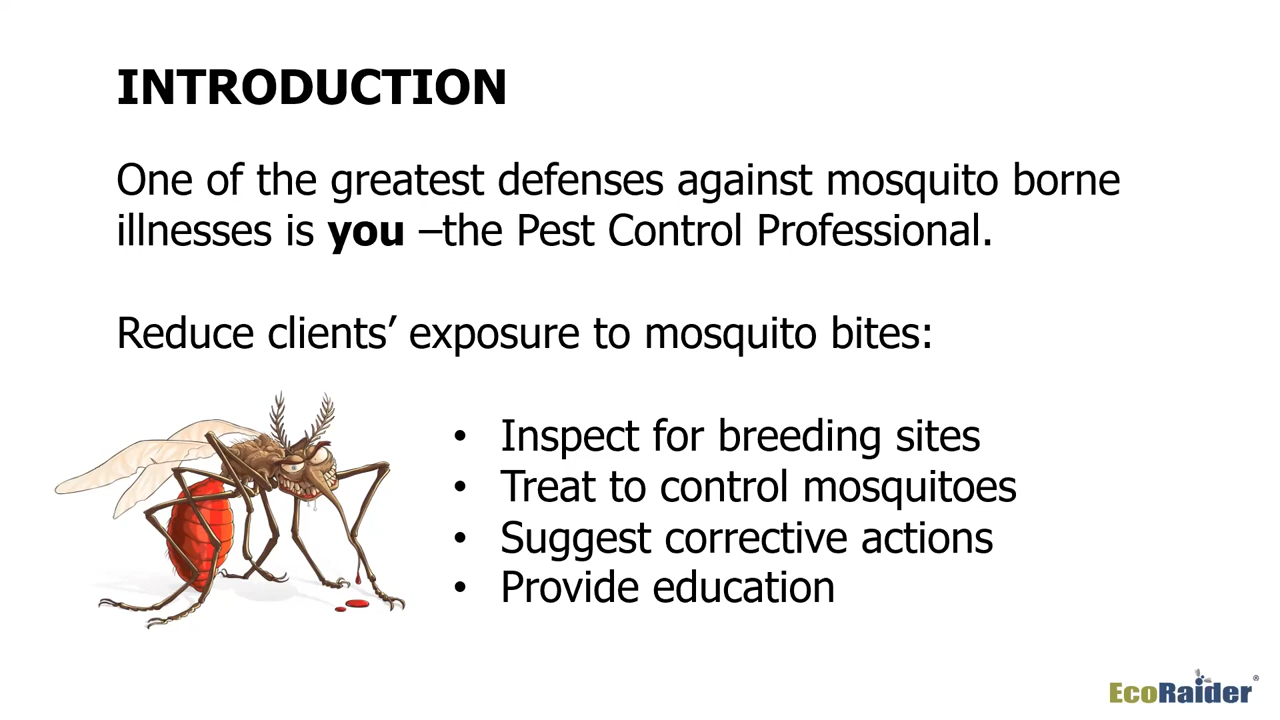 INTRODUCTION
One of the greatest defenses against mosquito borne
illnesses is you –the Pest Control Professional.
Reduce clients’ exposure to mosquito bites:
• Inspect for breeding sites
• Treat to control mosquitoes
• Suggest corrective actions
• Provide education
EcoRaider®